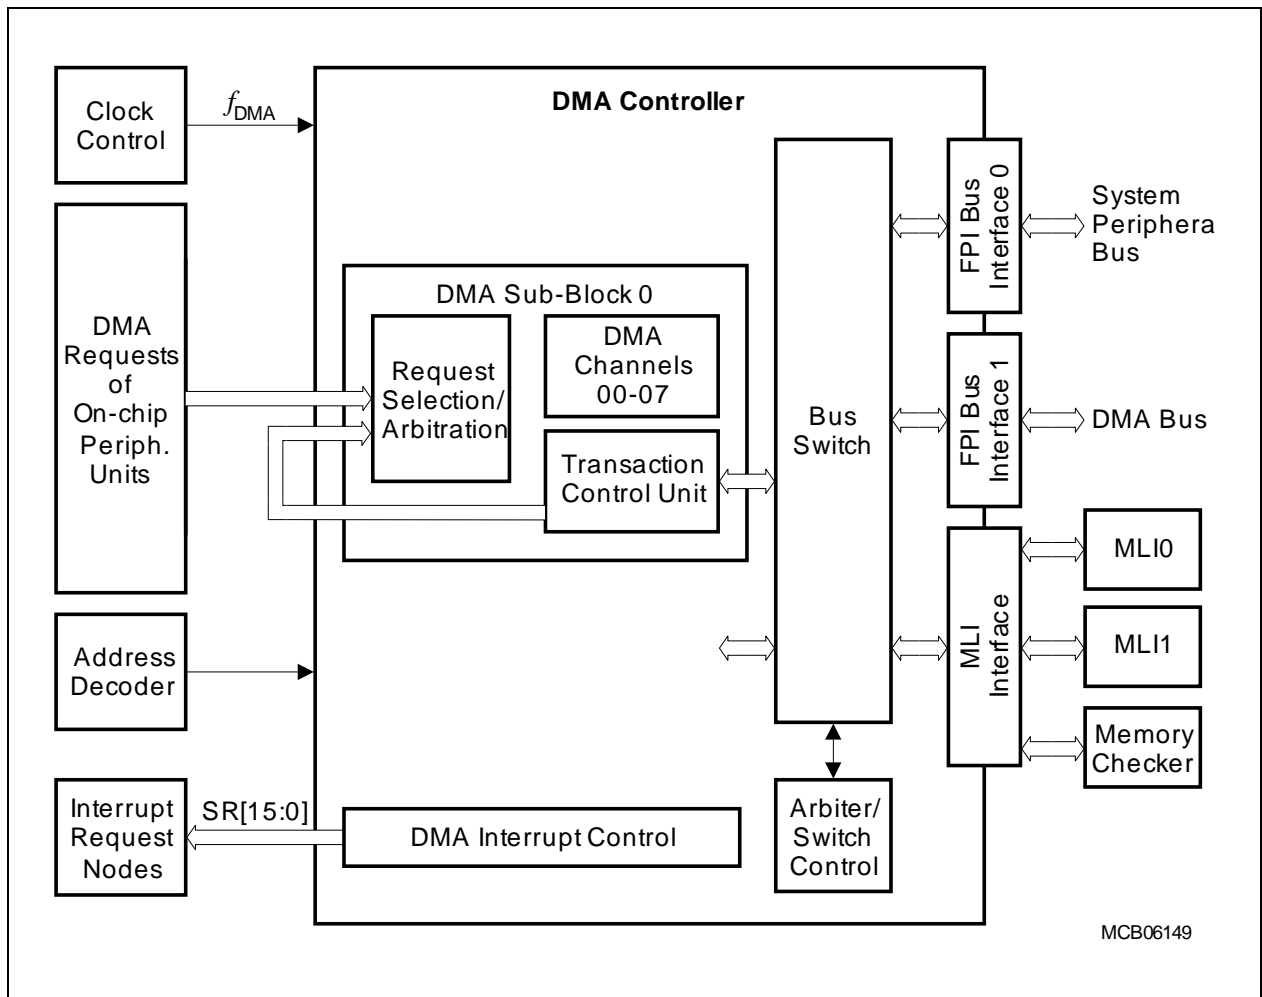 Clock
Control
fDMA
DMA Controller
DMA
Requests
of
On-chip
Periph.
Units
DMA Sub-Block 0
Request
Selection/
Arbitration
DMA
Channels
00-07
Transaction
Control Unit
Bus
Switch
FPI Bus
Interface 0
System
Periphera
Bus
FPI Bus
Interface 1
DMA Bus
MLI
Interface
MLI0
MLI1
Memory
Checker
Address
Decoder
Interrupt
Request
Nodes
SR[15:0]
DMA Interrupt Control
Arbiter/
Switch
Control
MCB06149